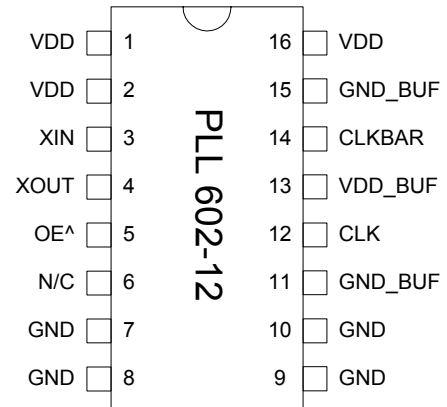 VDD 1 16 VDD
VDD 2 15 GND_BUF
XIN 3 14 CLKBAR
XOUT 4 13 VDD_BUF
OE^ 5 12 CLK
N/C 6 11 GND_BUF
GND 7 10 GND
GND 8 9 GND
PLL 602-12